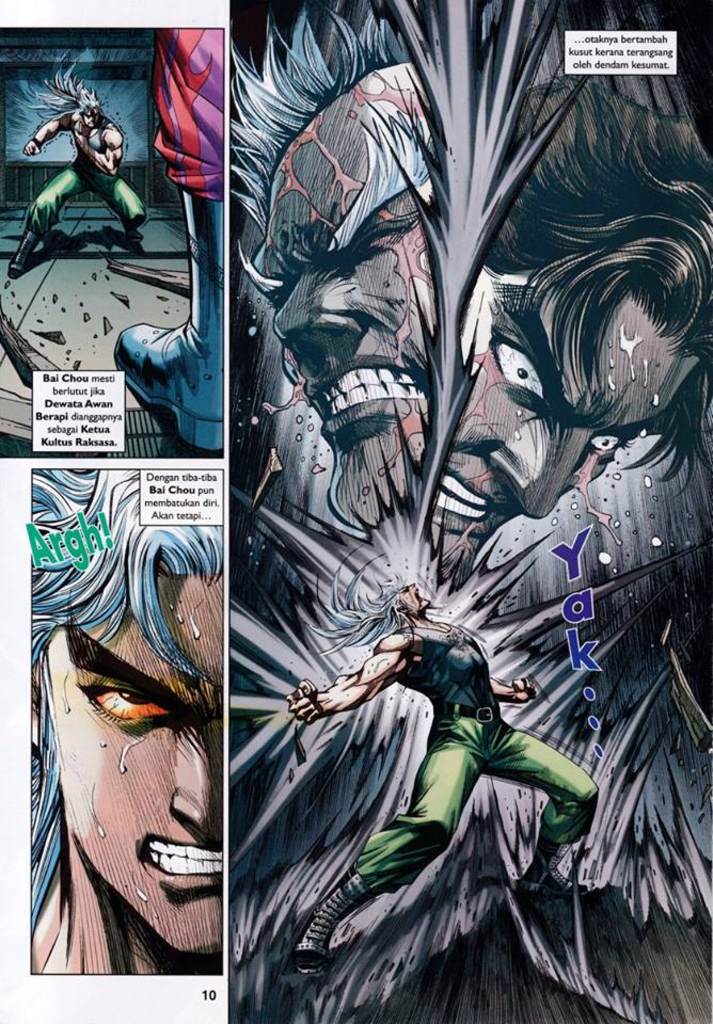 Bai Chou mesti
berlutut jika
Dewata Awan
Berapi dianggapnya
sebagai Ketua
Kultus Raksasa.
Dengan tiba-tiba
Bai Chou pun
membatukan diri.
Akan tetapi...
Argh!
...otaknya bertambah
kusut kerana terangsang
oleh dendam kesumat.
Yak...
10